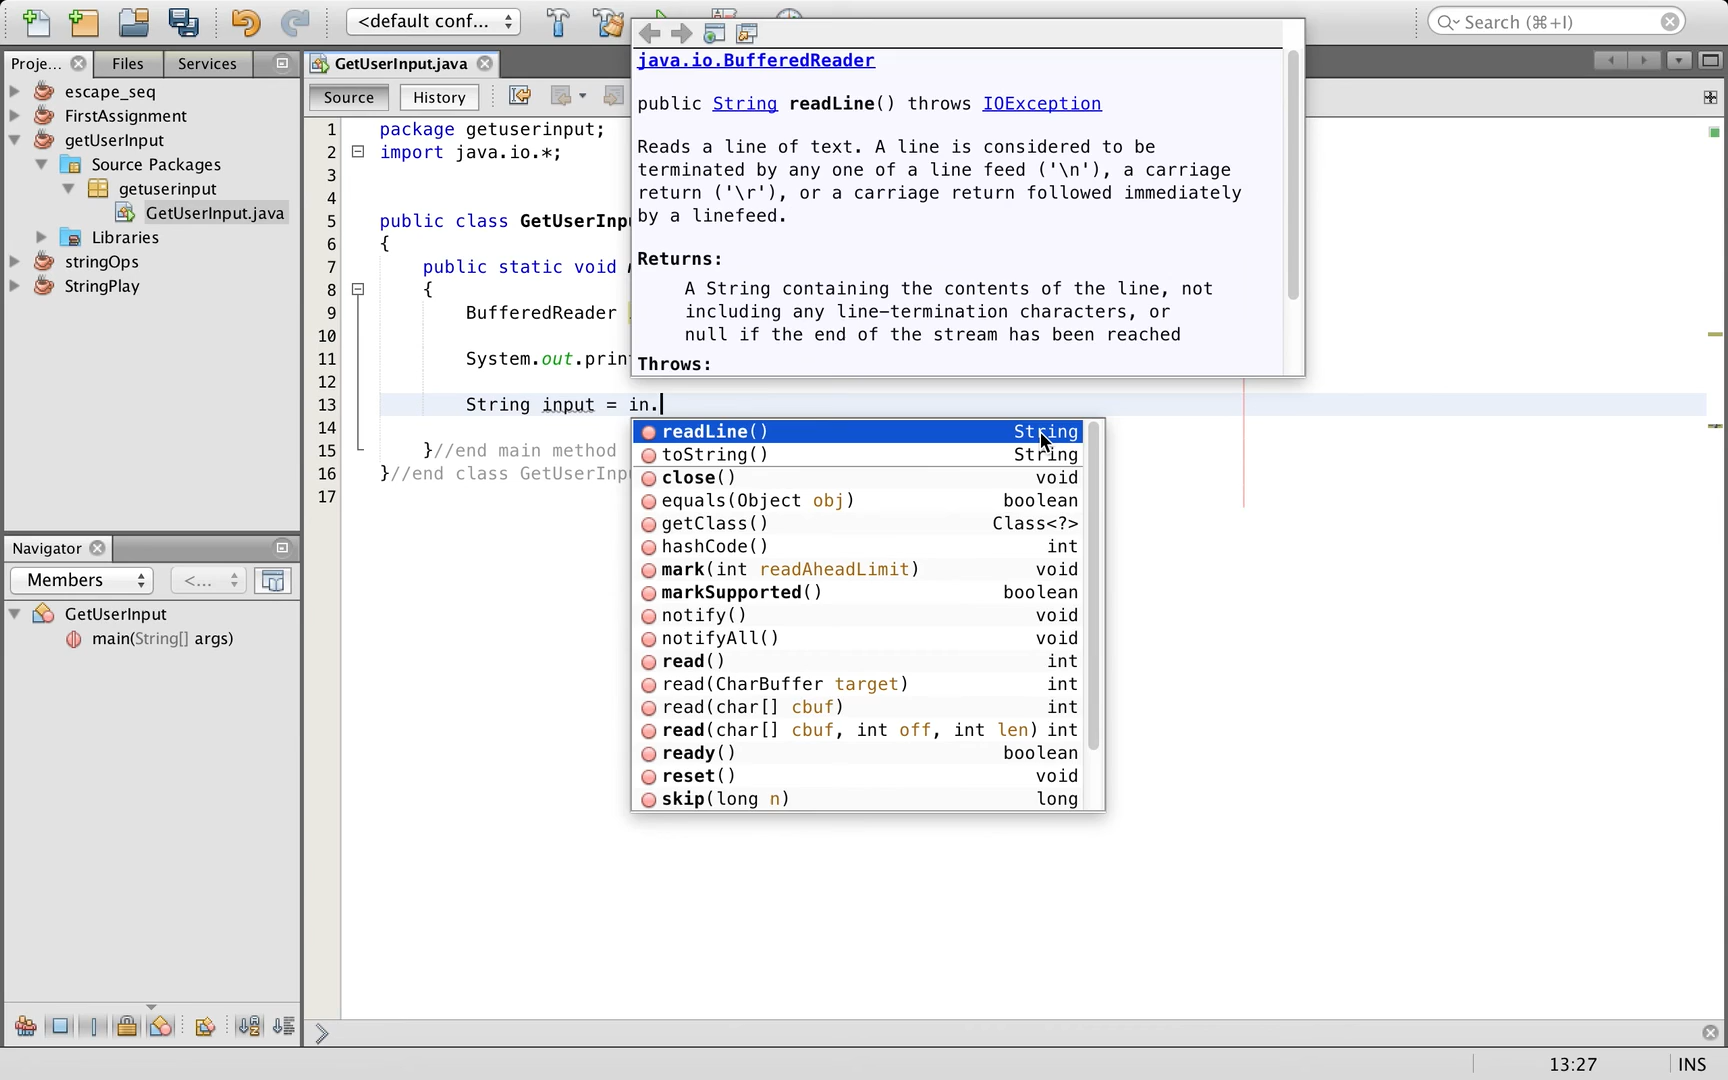 <default conf...
Search (⌘+I)
Proje...
Files
Services
escape_seq
FirstAssignment
getUserInput
Source Packages
getuserinput
GetUserInput.java
Libraries
stringOps
StringPlay
Navigator
Members
<...
GetUserInput
main(String[] args)
GetUserInput.java
Source
History
1 package getuserinput;
2 import java.io.*;
3
4
5 public class GetUserInpu
6 {
7 public static void
8 {
9 BufferedReader
10
11 System.out.prin
12
13 String input = in.
14
15 }//end main method
16 }//end class GetUserInpu
17
java.io.BufferedReader
public String readLine() throws IOException
Reads a line of text. A line is considered to be
terminated by any one of a line feed ('\n'), a carriage
return ('\r'), or a carriage return followed immediately
by a linefeed.
Returns:
A String containing the contents of the line, not
including any line-termination characters, or
null if the end of the stream has been reached
Throws:
readLine() String
toString() String
close() void
equals(Object obj) boolean
getClass() Class<?>
hashCode() int
mark(int readAheadLimit) void
markSupported() boolean
notify() void
notifyAll() void
read() int
read(CharBuffer target) int
read(char[] cbuf) int
read(char[] cbuf, int off, int len) int
ready() boolean
reset() void
skip(long n) long
13:27
INS